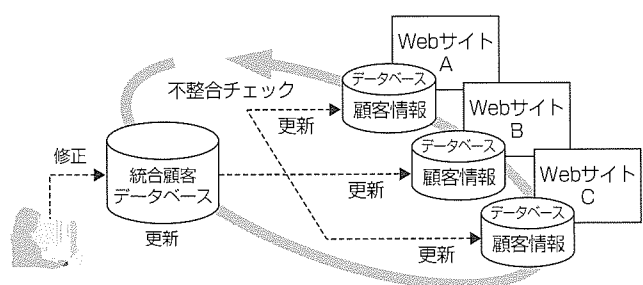 Webサイト
A
データベース
顧客情報
不整合チェック
更新
Webサイト
B
データベース
顧客情報
更新
修正
統合顧客
データベース
更新
Webサイト
C
データベース
顧客情報
更新